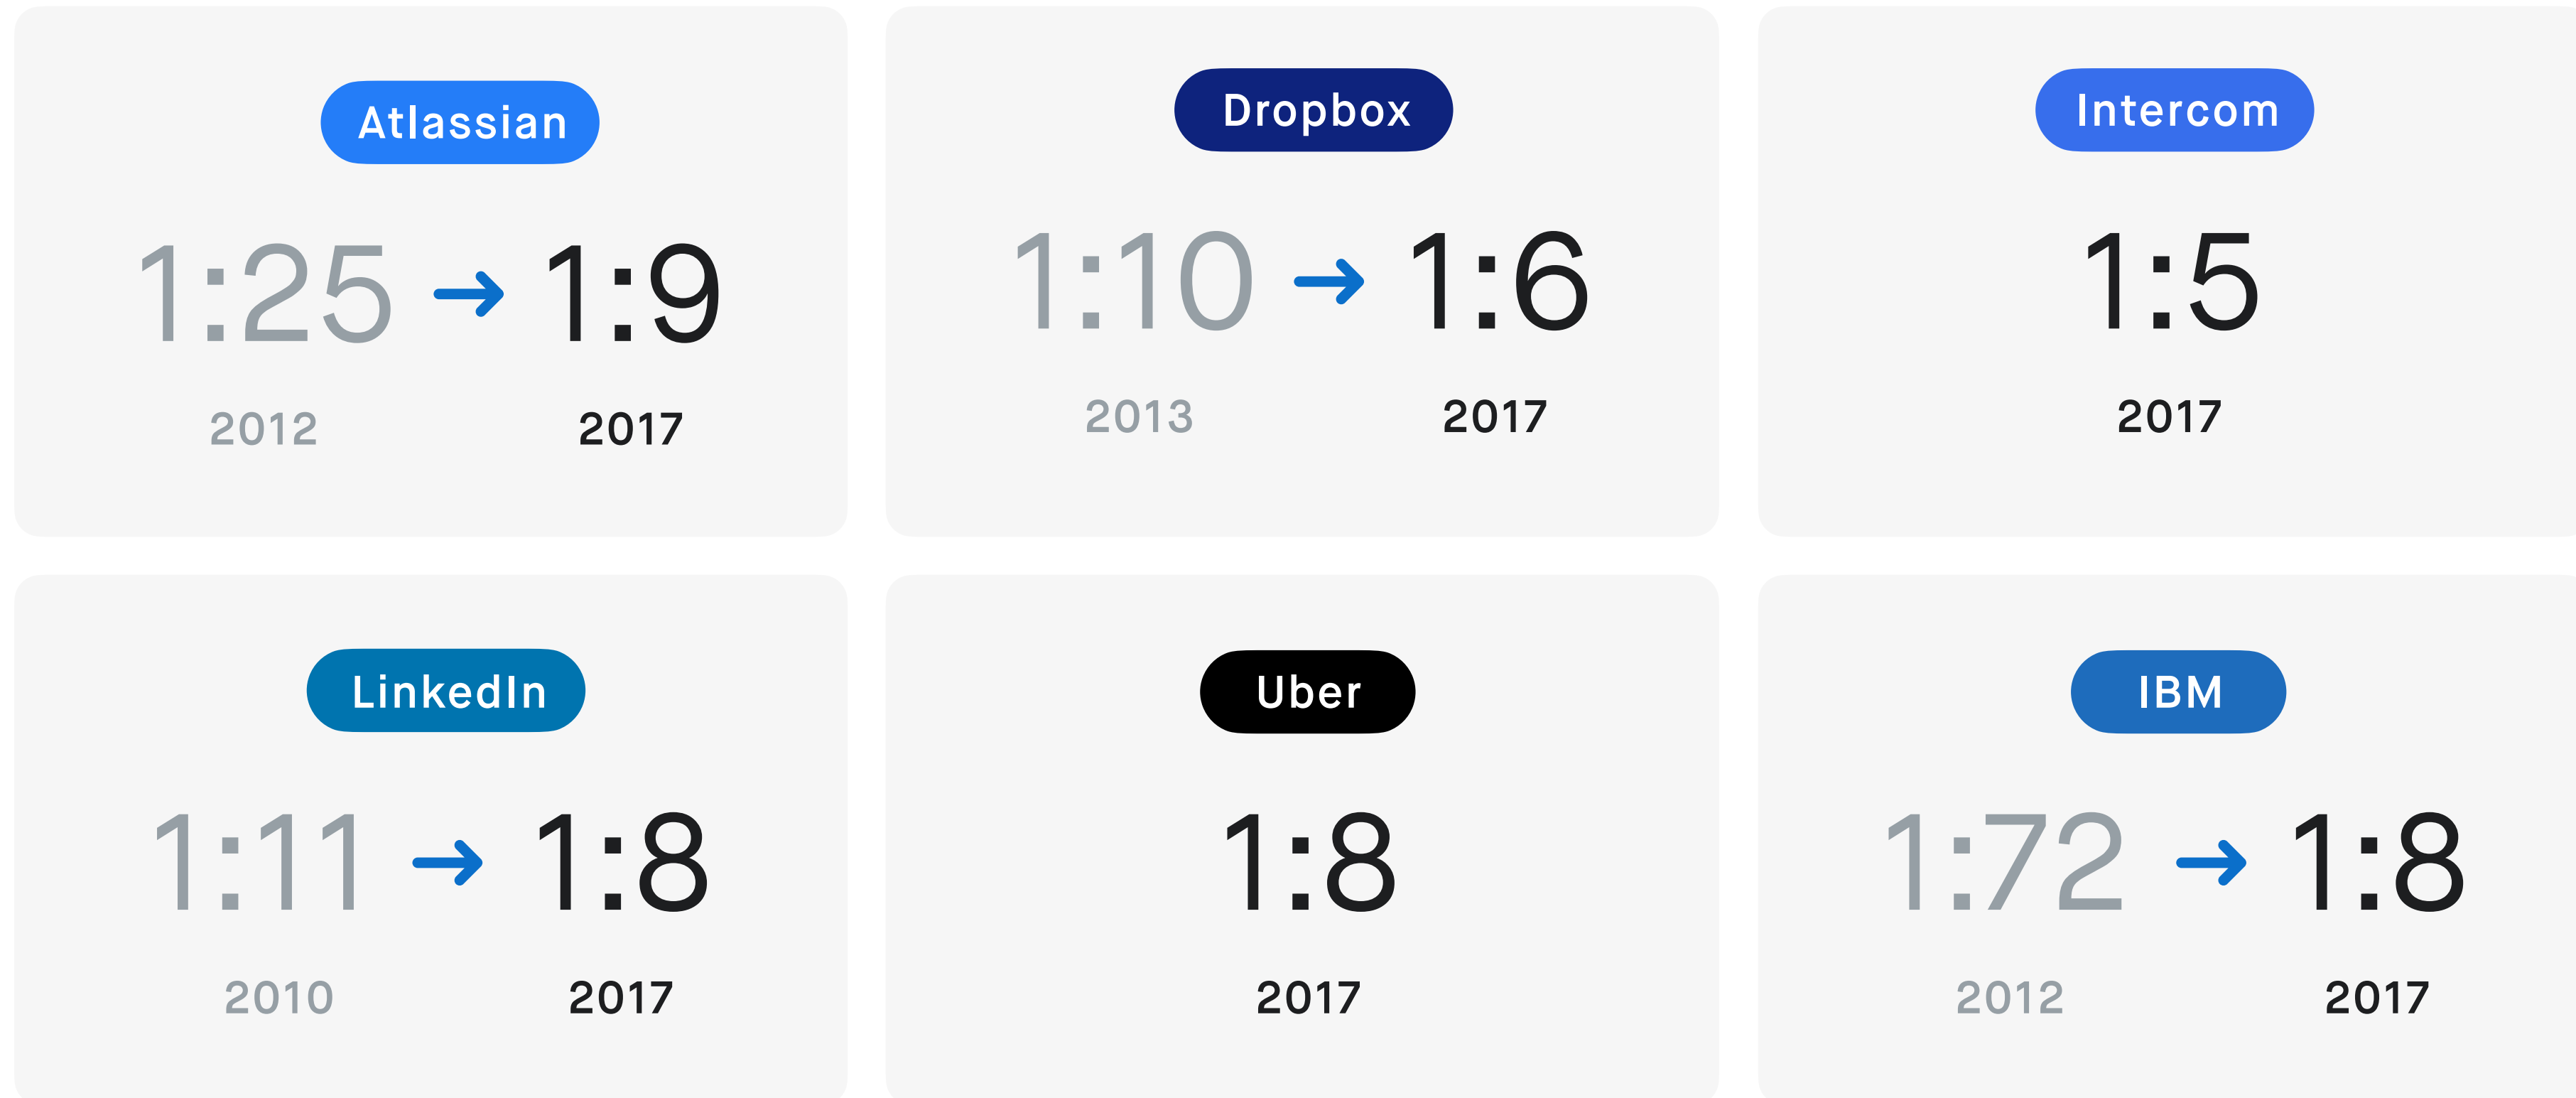 Atlassian
1:25 → 1:9
2012 2017
Dropbox
1:10 → 1:6
2013 2017
Intercom
1:5
2017
LinkedIn
1:11 → 1:8
2010 2017
Uber
1:8
2017
IBM
1:72 → 1:8
2012 2017